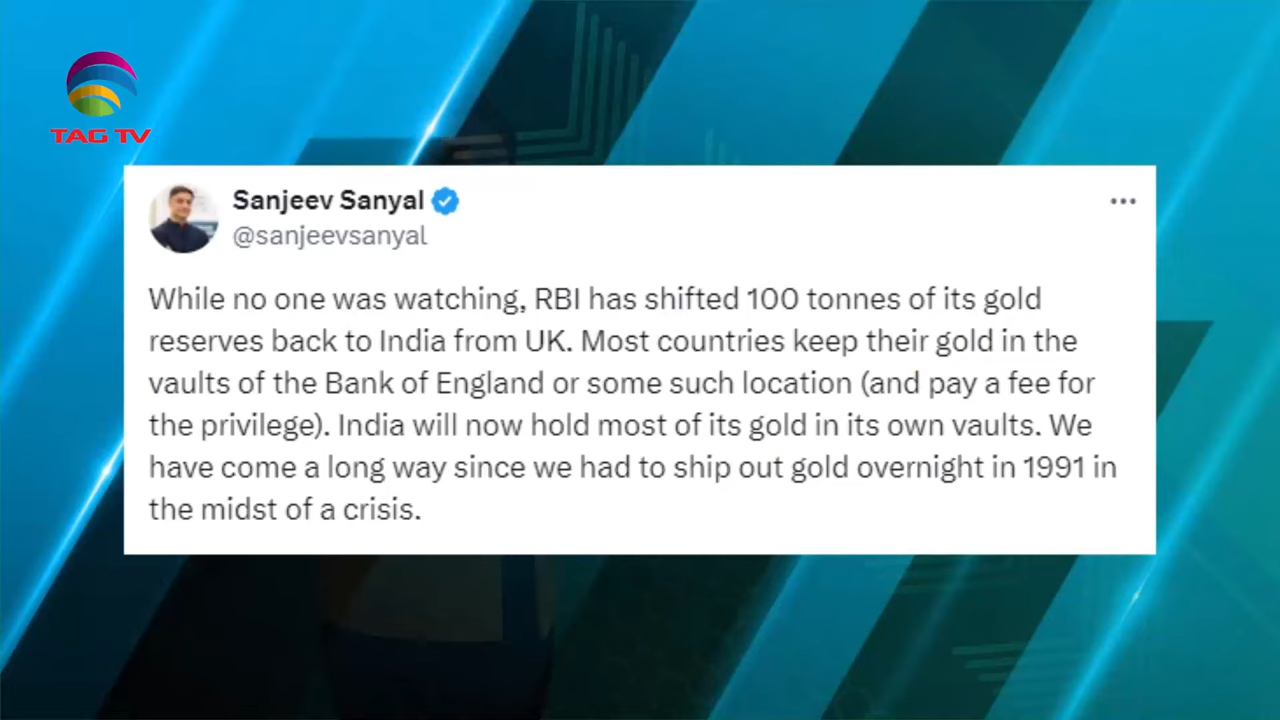 TAG TV
Sanjeev Sanyal
@sanjeevsanyal
While no one was watching, RBI has shifted 100 tonnes of its gold
reserves back to India from UK. Most countries keep their gold in the
vaults of the Bank of England or some such location (and pay a fee for
the privilege). India will now hold most of its gold in its own vaults. We
have come a long way since we had to ship out gold overnight in 1991 in
the midst of a crisis.